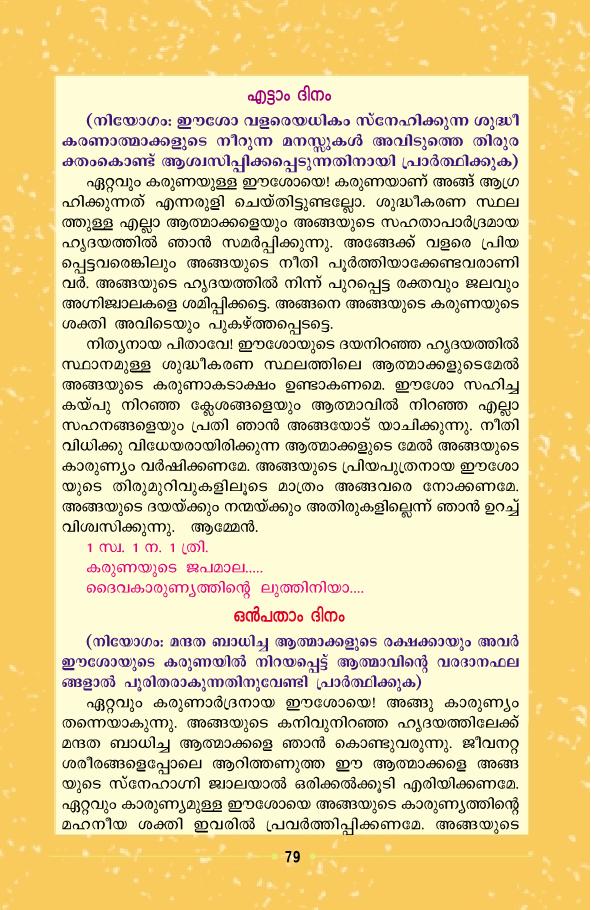 എട്ടാം ദിനം
(നിയോഗം: ഈശോ വളരെയധികം സ്നേഹിക്കുന്ന ശുദ്ധീ
കരണാത്മാക്കളുടെ നീറുന്ന മനസ്സുകൾ അവിടുത്തെ തിരുര
ക്തംകൊണ്ട് ആശ്വസിപ്പിക്കപ്പെടുന്നതിനായി പ്രാർത്ഥിക്കുക)
ഏറ്റവും കരുണയുള്ള ഈശോയെ! കരുണയാണ് അങ്ങ് ആഗ്ര
ഹിക്കുന്നത് എന്നരുളി ചെയ്തിട്ടുണ്ടല്ലോ. ശുദ്ധീകരണ സ്ഥല
ത്തുള്ള എല്ലാ ആത്മാക്കളെയും അങ്ങയുടെ സഹതാപാർദ്രമായ
ഹൃദയത്തിൽ ഞാൻ സമർപ്പിക്കുന്നു. അങ്ങേക്ക് വളരെ പ്രിയ
പ്പെട്ടവരെങ്കിലും അങ്ങയുടെ നീതി പൂർത്തിയാക്കേണ്ടവരാണി
വർ. അങ്ങയുടെ ഹൃദയത്തിൽ നിന്ന് പുറപ്പെട്ട രക്തവും ജലവും
അഗ്നിജ്വാലകളെ ശമിപ്പിക്കട്ടെ. അങ്ങനെ അങ്ങയുടെ കരുണയുടെ
ശക്തി അവിടെയും പുകഴ്ത്തപ്പെടട്ടെ.
നിത്യനായ പിതാവേ! ഈശോയുടെ ദയനിറഞ്ഞ ഹൃദയത്തിൽ
സ്ഥാനമുള്ള ശുദ്ധീകരണ സ്ഥലത്തിലെ ആത്മാക്കളുടെമേൽ
അങ്ങയുടെ കരുണാകടാക്ഷം ഉണ്ടാകണമെ. ഈശോ സഹിച്ച
കയ്പു നിറഞ്ഞ ക്ലേശങ്ങളെയും ആത്മാവിൽ നിറഞ്ഞ എല്ലാ
സഹനങ്ങളെയും പ്രതി ഞാൻ അങ്ങയോട് യാചിക്കുന്നു. നീതി
വിധിക്കു വിധേയരായിരിക്കുന്ന ആത്മാക്കളുടെ മേൽ അങ്ങയുടെ
കാരുണ്യം വർഷിക്കണമേ. അങ്ങയുടെ പ്രിയപുത്രനായ ഈശോ
യുടെ തിരുമുറിവുകളിലൂടെ മാത്രം അങ്ങവരെ നോക്കണമേ.
അങ്ങയുടെ ദയയ്ക്കും നന്മയ്ക്കും അതിരുകളില്ലെന്ന് ഞാൻ ഉറച്ച്
വിശ്വസിക്കുന്നു. ആമ്മേൻ.
1 സ്വ. 1 ന. 1 ത്രി.
കരുണയുടെ ജപമാല.....
ദൈവകാരുണ്യത്തിന്റെ ലുത്തിനിയാ....
ഒൻപതാം ദിനം
(നിയോഗം: മന്ദത ബാധിച്ച ആത്മാക്കളുടെ രക്ഷക്കായും അവർ
ഈശോയുടെ കരുണയിൽ നിറയപ്പെട്ട് ആത്മാവിന്റെ വരദാനഫല
ങ്ങളാൽ പൂരിതരാകുന്നതിനുവേണ്ടി പ്രാർത്ഥിക്കുക)
ഏറ്റവും കരുണാർദ്രനായ ഈശോയെ! അങ്ങു കാരുണ്യം
തന്നെയാകുന്നു. അങ്ങയുടെ കനിവുനിറഞ്ഞ ഹൃദയത്തിലേക്ക്
മന്ദത ബാധിച്ച ആത്മാക്കളെ ഞാൻ കൊണ്ടുവരുന്നു. ജീവനറ്റ
ശരീരങ്ങളെപ്പോലെ ആറിത്തണുത്ത ഈ ആത്മാക്കളെ അങ്ങ
യുടെ സ്നേഹാഗ്നി ജ്വാലയാൽ ഒരിക്കൽക്കൂടി എരിയിക്കണമേ.
ഏറ്റവും കാരുണ്യമുള്ള ഈശോയെ അങ്ങയുടെ കാരുണ്യത്തിന്റെ
മഹനീയ ശക്തി ഇവരിൽ പ്രവർത്തിപ്പിക്കണമേ. അങ്ങയുടെ
79